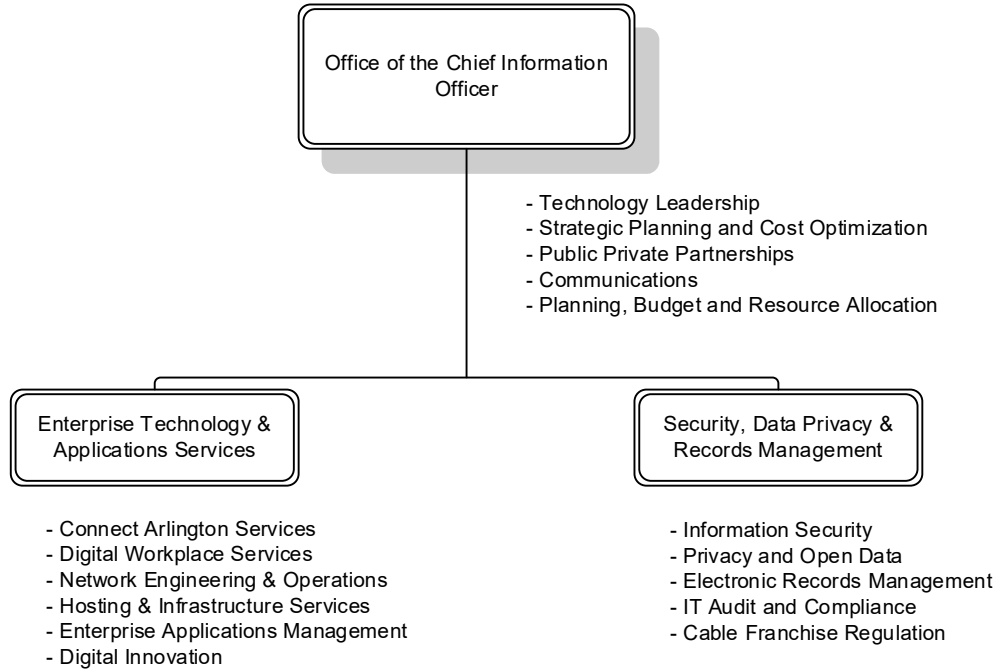 Office of the Chief Information
Officer
- Technology Leadership
- Strategic Planning and Cost Optimization
- Public Private Partnerships
- Communications
- Planning, Budget and Resource Allocation
Enterprise Technology &
Applications Services
- Connect Arlington Services
- Digital Workplace Services
- Network Engineering & Operations
- Hosting & Infrastructure Services
- Enterprise Applications Management
- Digital Innovation
Security, Data Privacy &
Records Management
- Information Security
- Privacy and Open Data
- Electronic Records Management
- IT Audit and Compliance
- Cable Franchise Regulation